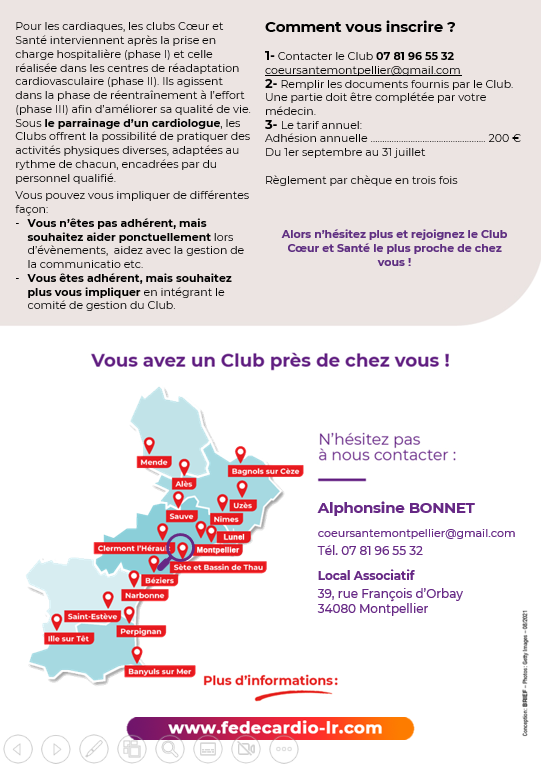 Pour les cardiaques, les clubs Cœur et
Santé interviennent après la prise en
charge hospitalière (phase I) et celle
réalisée dans les centres de réadaptation
cardiovasculaire (phase II). Ils agissent
dans la phase de réentraînement à l'effort
(phase III) afin d'améliorer sa qualité de vie.
Sous le parrainage d'un cardiologue, les
Clubs offrent la possibilité de pratiquer des
activités physiques diverses, adaptées au
rythme de chacun, encadrées par du
personnel qualifié.
Vous pouvez vous impliquer de différentes
façon:
- Vous n'êtes pas adhérent, mais
souhaitez aider ponctuellement lors
d'évènements, aidez avec la gestion de
la communicatio etc.
- Vous êtes adhérent, mais souhaitez
plus vous impliquer en intégrant le
comité de gestion du Club.
Comment vous inscrire ?
1- Contacter le Club 07 81 96 55 32
coeursantemontpellier@gmail.com
2- Remplir les documents fournis par le Club.
Une partie doit être complétée par votre
médecin.
3- Le tarif annuel:
Adhésion annuelle ............................................ 200 €
Du 1er septembre au 31 juillet
Règlement par chèque en trois fois
Alors n'hésitez plus et rejoignez le Club
Cœur et Santé le plus proche de chez
vous !
Vous avez un Club près de chez vous !
Mende
Alès
Bagnols sur Cèze
Uzès
Sauve
Nîmes
Lunel
Clermont l'Hérault
Montpellier
Sète et Bassin de Thau
Béziers
Narbonne
Saint-Estève
Perpignan
Ille sur Têt
Banyuls sur Mer
N'hésitez pas
à nous contacter :
Alphonsine BONNET
coeursantemontpellier@gmail.com
Tél. 07 81 96 55 32
Local Associatif
39, rue François d'Orbay
34080 Montpellier
Plus d'informations :
www.fedecardio-lr.com
Conception : BRIEF - Photos : Getty Images - 08/2021